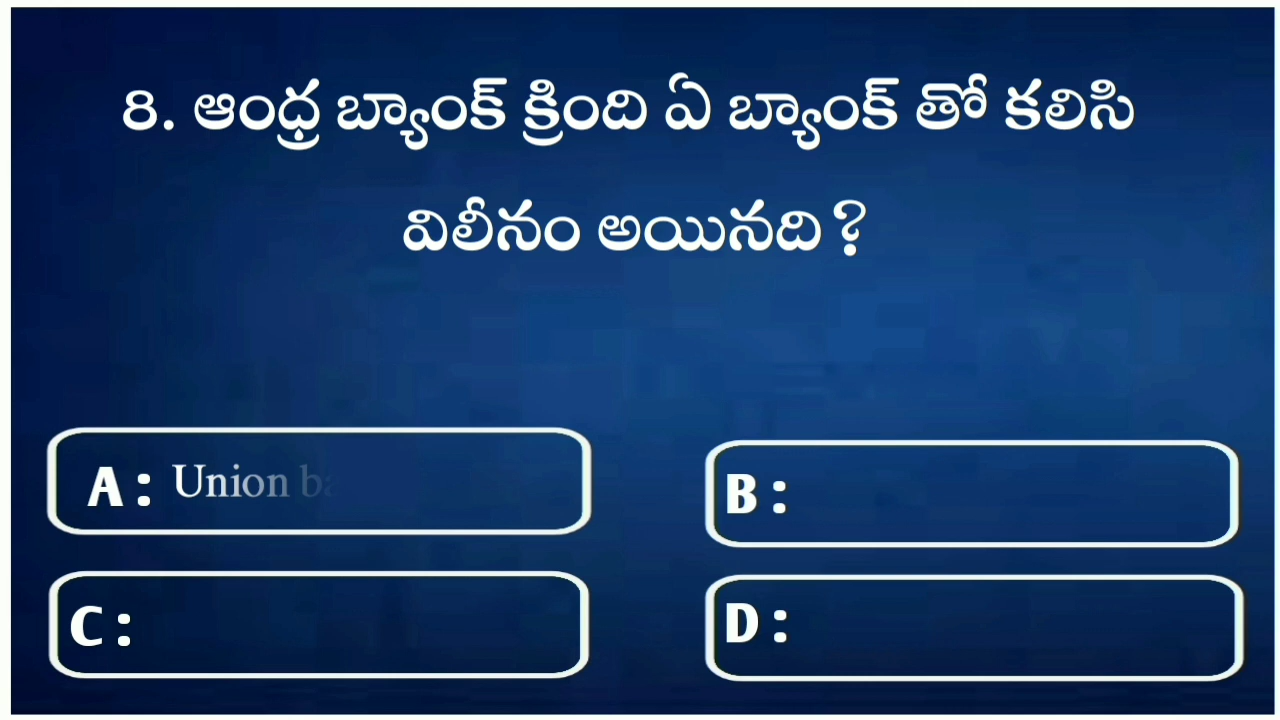 8. ఆంధ్ర బ్యాంక్ క్రింది ఏ బ్యాంక్ తో కలిసి
విలీనం అయినది?
A : Union
B :
C :
D :